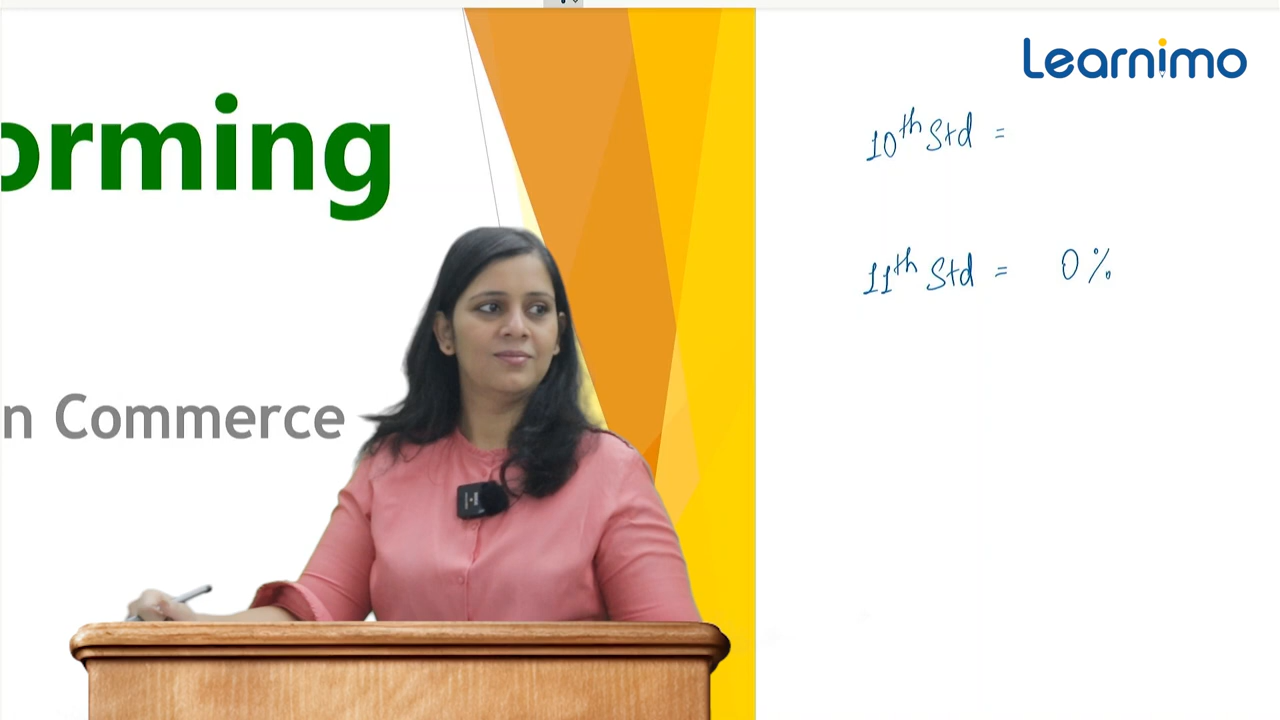 Learnimo
orming
10th Std =
11th Std = 0%
n Commerce